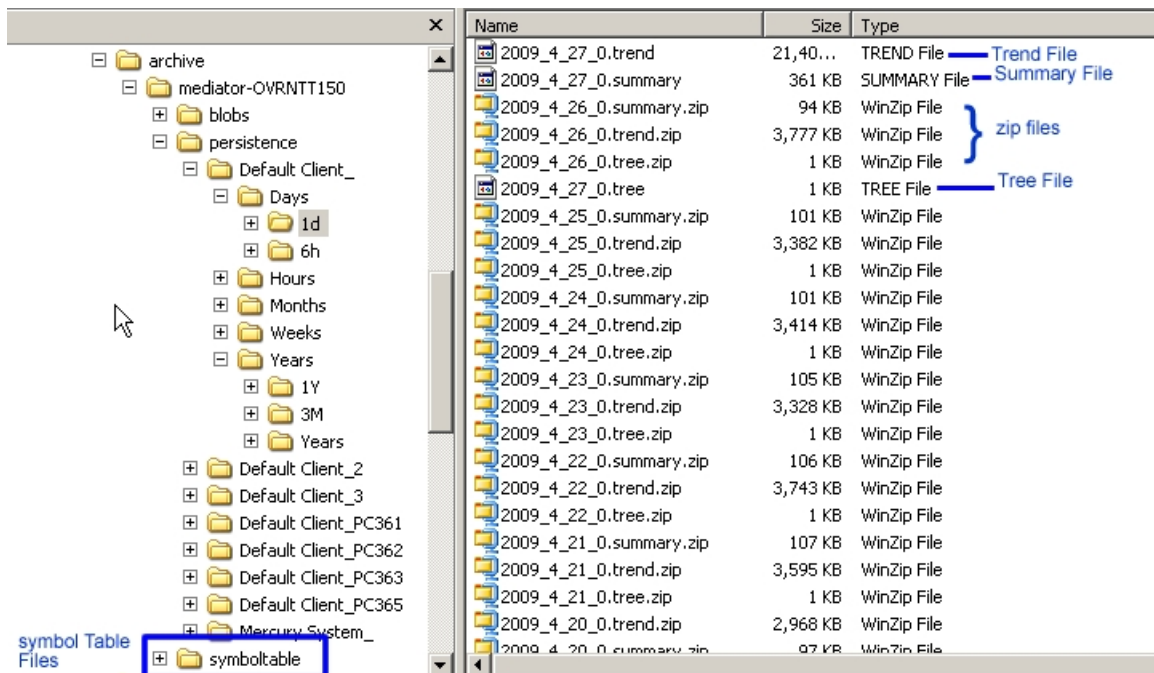 archive
mediator-OVRNTT150
blobs
persistence
Default Client_
Days
1d
6h
Hours
Months
Weeks
Years
1Y
3M
Years
Default Client_2
Default Client_3
Default Client_PC361
Default Client_PC362
Default Client_PC363
Default Client_PC365
Mercury System_
symbol Table
Files
symboltable
Name Size Type
2009_4_27_0.trend 21,40... TREND File Trend File
2009_4_27_0.summary 361 KB SUMMARY File Summary File
2009_4_26_0.summary.zip 94 KB WinZip File
2009_4_26_0.trend.zip 3,777 KB WinZip File zip files
2009_4_26_0.tree.zip 1 KB WinZip File
2009_4_27_0.tree 1 KB TREE File Tree File
2009_4_25_0.summary.zip 101 KB WinZip File
2009_4_25_0.trend.zip 3,382 KB WinZip File
2009_4_25_0.tree.zip 1 KB WinZip File
2009_4_24_0.summary.zip 101 KB WinZip File
2009_4_24_0.trend.zip 3,414 KB WinZip File
2009_4_24_0.tree.zip 1 KB WinZip File
2009_4_23_0.summary.zip 105 KB WinZip File
2009_4_23_0.trend.zip 3,328 KB WinZip File
2009_4_23_0.tree.zip 1 KB WinZip File
2009_4_22_0.summary.zip 106 KB WinZip File
2009_4_22_0.trend.zip 3,743 KB WinZip File
2009_4_22_0.tree.zip 1 KB WinZip File
2009_4_21_0.summary.zip 107 KB WinZip File
2009_4_21_0.trend.zip 3,595 KB WinZip File
2009_4_21_0.tree.zip 1 KB WinZip File
2009_4_20_0.trend.zip 2,968 KB WinZip File
2009_4_20_0.summary.zip 97 KB WinZip File